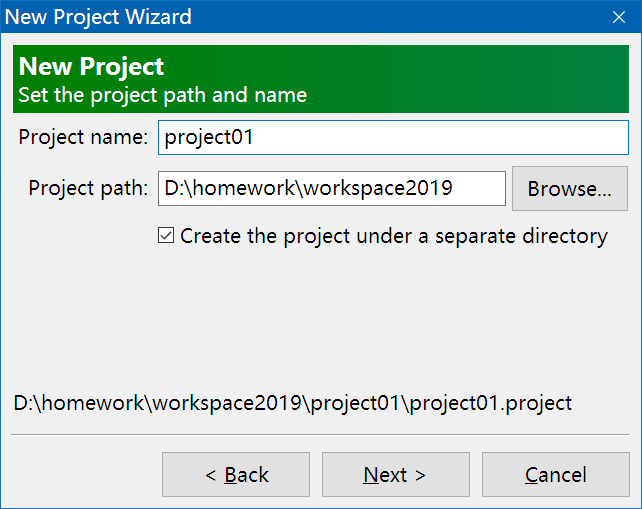 New Project Wizard
New Project
Set the project path and name
Project name: project01
Project path: D:\homework\workspace2019 Browse...
Create the project under a separate directory
D:\homework\workspace2019\project01\project01.project
< Back Next > Cancel